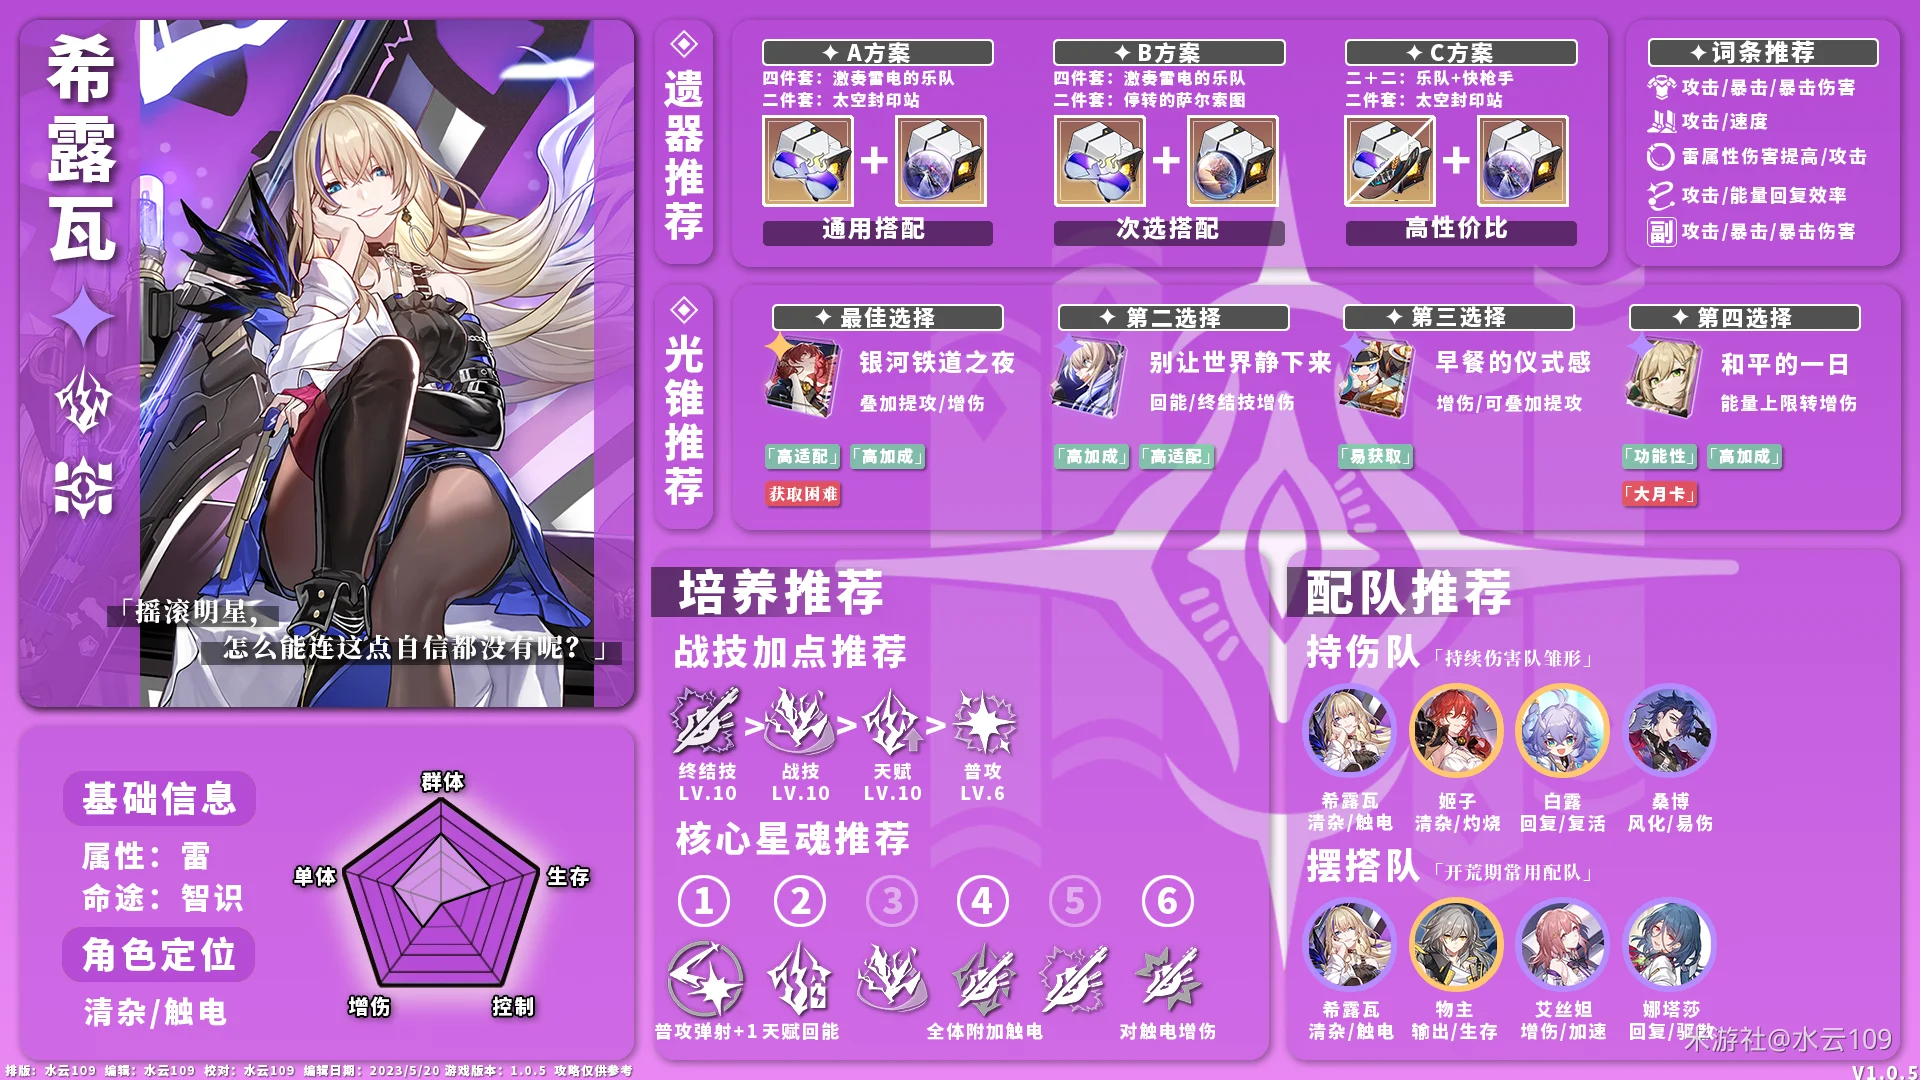 希露瓦
「摇滚明星，
怎么能连这点自信都没有呢？」
基础信息
属性：雷
命途：智识
角色定位
清杂/触电
群体
单体
生存
增伤
控制
遗器推荐
✦ A方案
四件套：激奏雷电的乐队
二件套：太空封印站
+
通用搭配
✦ B方案
四件套：激奏雷电的乐队
二件套：停转的萨尔索图
+
次选搭配
✦ C方案
二+二：乐队+快枪手
二件套：太空封印站
+
高性价比
✦词条推荐
攻击/暴击/暴击伤害
攻击/速度
雷属性伤害提高/攻击
攻击/能量回复效率
副 攻击/暴击/暴击伤害
光锥推荐
✦ 最佳选择
银河铁道之夜
叠加提攻/增伤
「高适配」「高加成」
获取困难
✦ 第二选择
别让世界静下来
回能/终结技增伤
「高加成」「高适配」
✦ 第三选择
早餐的仪式感
增伤/可叠加提攻
「易获取」
✦ 第四选择
和平的一日
能量上限转增伤
「功能性」「高加成」
「大月卡」
培养推荐
战技加点推荐
> > >
终结技 战技 天赋 普攻
LV.10 LV.10 LV.10 LV.6
核心星魂推荐
1 2 3 4 5 6
普攻弹射+1 天赋回能 全体附加触电 对触电增伤
配队推荐
持伤队「持续伤害队雏形」
希露瓦 姬子 白露 桑博
清杂/触电 清杂/灼烧 回复/复活 风化/易伤
摆搭队「开荒期常用配队」
希露瓦 物主 艾丝妲 娜塔莎
清杂/触电 输出/生存 增伤/加速 回复/驱散
米游社@水云109
排版：水云109 编辑：水云109 校对：水云109 编辑日期：2023/5/20 游戏版本：1.0.5 攻略仅供参考
V1.0.5